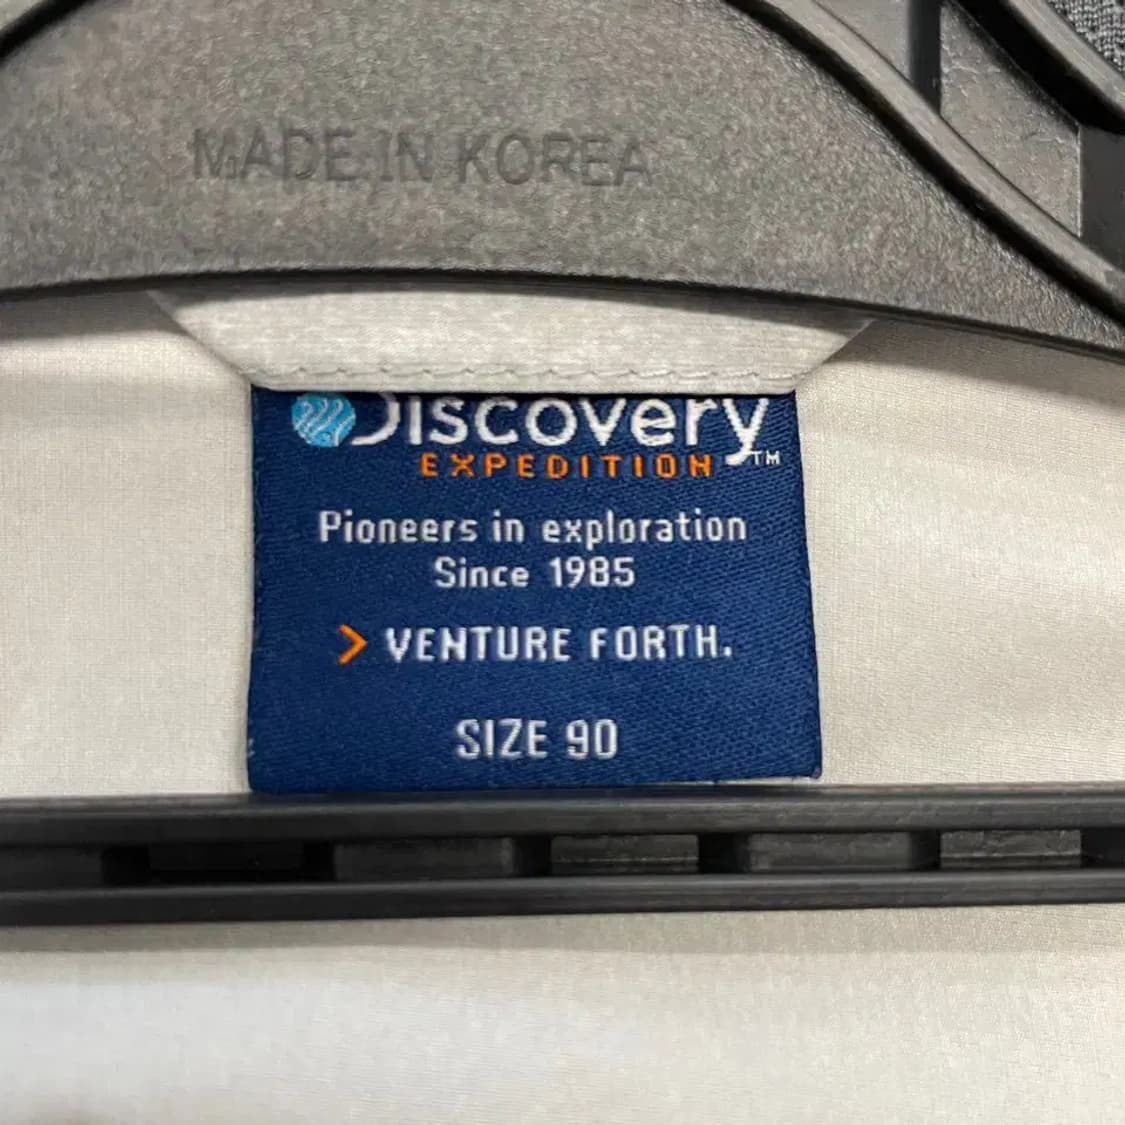 MADE IN KOREA
Discovery
EXPEDITION™
Pioneers in exploration
Since 1985
> VENTURE FORTH.
SIZE 90